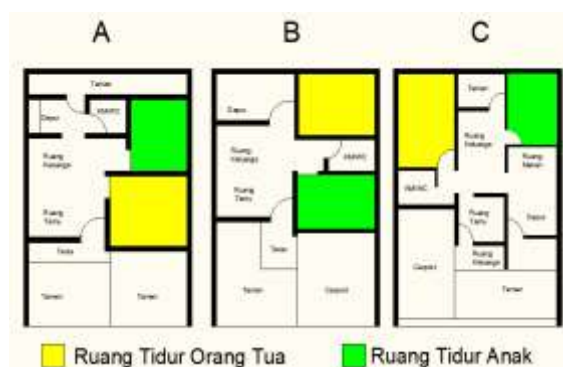 A
B
C
Taman
Dapur
KM/WC
Ruang
Keluarga
Ruang
Tamu
Teras
Taman
Taman
Dapur
Ruang
Keluarga
KM/WC
Ruang
Tamu
Teras
Taman
Carport
Taman
Ruang
Keluarga
Ruang
Makan
KM/WC
Ruang
Tamu
Dapur
Carport
Ruang
Keluarga
Taman
Ruang Tidur Orang Tua
Ruang Tidur Anak